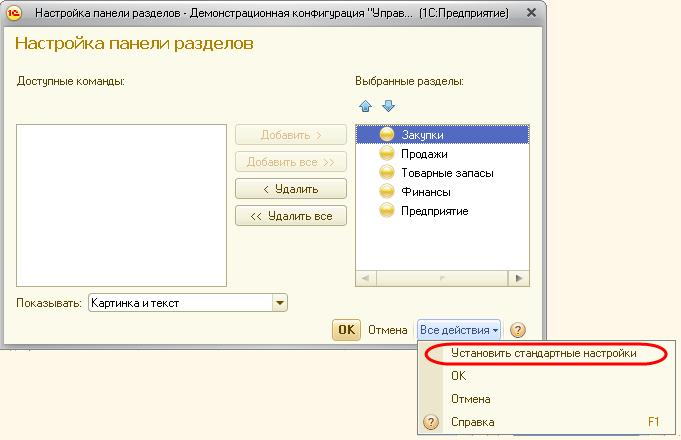 Настройка панели разделов - Демонстрационная конфигурация "Управ... (1С:Предприятие)
Настройка панели разделов
Доступные команды:
Выбранные разделы:
Добавить >
Добавить все >>
< Удалить
<< Удалить все
Закупки
Продажи
Товарные запасы
Финансы
Предприятие
Показывать: Картинка и текст
ОК Отмена Все действия ?
Установить стандартные настройки
ОК
Отмена
? Справка F1